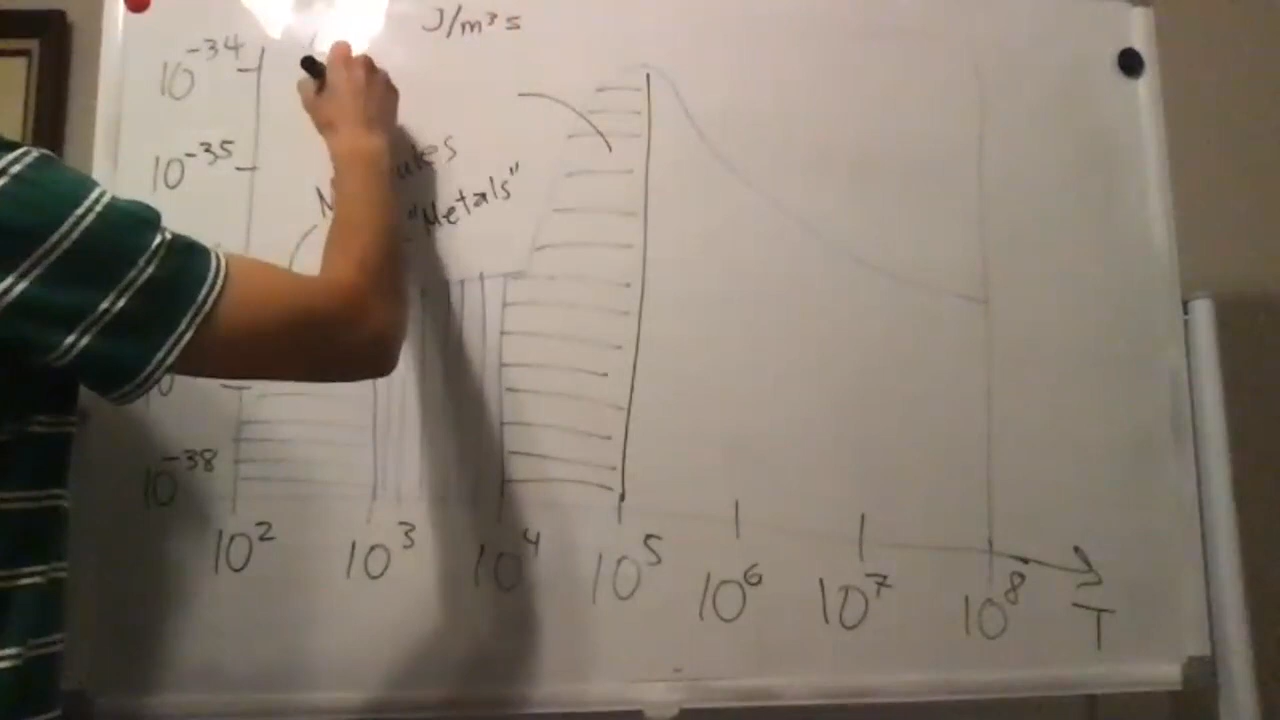 J/m³s
10⁻³⁴
10⁻³⁵
"Metals"
10⁻³⁸
10² 10³ 10⁴ 10⁵ 10⁶ 10⁷ 10⁸ T